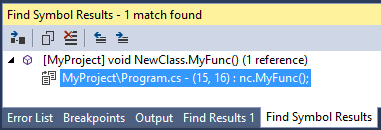 Find Symbol Results - 1 match found
[MyProject] void NewClass.MyFunc() (1 reference)
MyProject\Program.cs - (15, 16) : nc.MyFunc();
Error List Breakpoints Output Find Results 1 Find Symbol Results